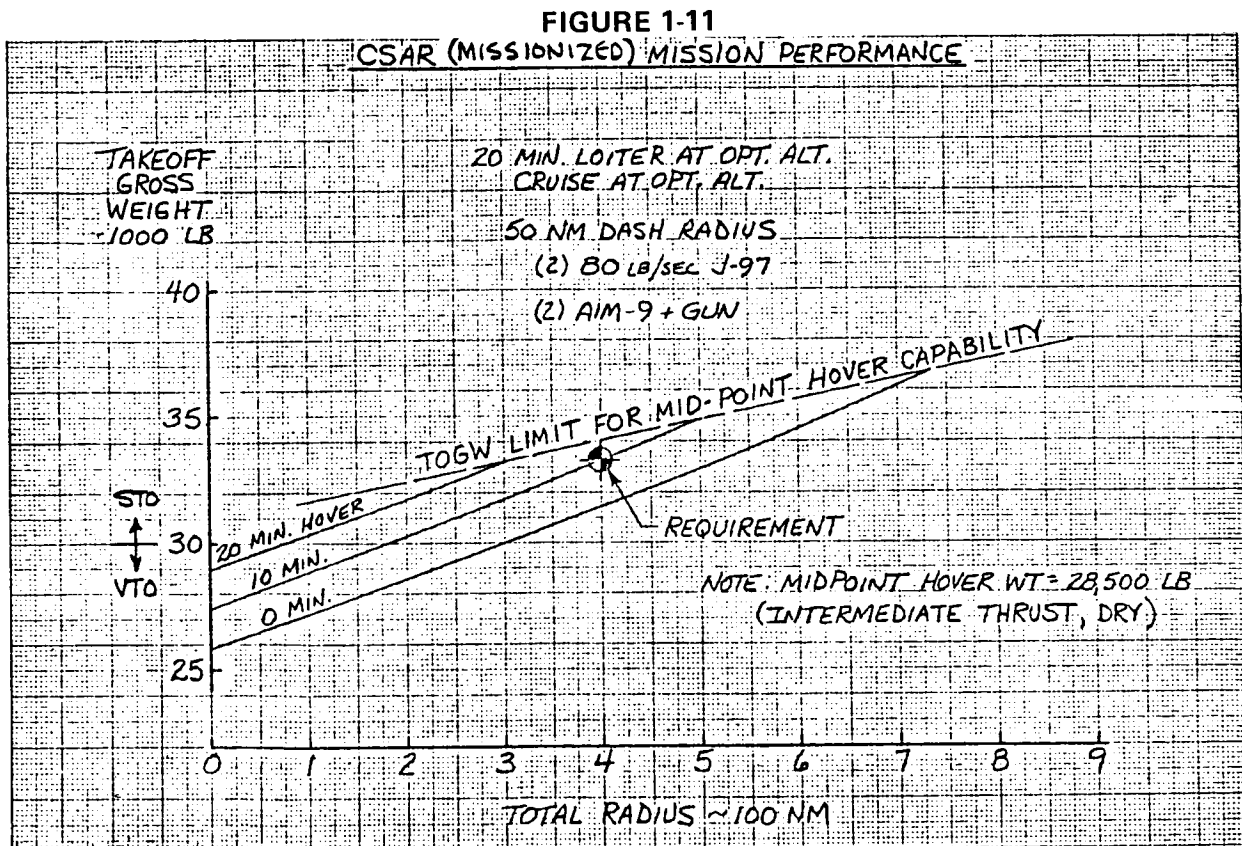 FIGURE 1-11
CSAR (MISSIONIZED) MISSION PERFORMANCE
TAKEOFF
GROSS
WEIGHT
~1000 LB
20 MIN. LOITER AT OPT. ALT.
CRUISE AT OPT. ALT.
50 NM DASH RADIUS
(2) 80 LB/SEC J-97
(2) AIM-9 + GUN
40
35
30
25
STO
VTO
TOGW LIMIT FOR MID-POINT HOVER CAPABILITY
20 MIN. HOVER
10 MIN.
0 MIN.
REQUIREMENT
NOTE: MIDPOINT HOVER WT = 28,500 LB
(INTERMEDIATE THRUST, DRY)
0 1 2 3 4 5 6 7 8 9
TOTAL RADIUS ~100 NM